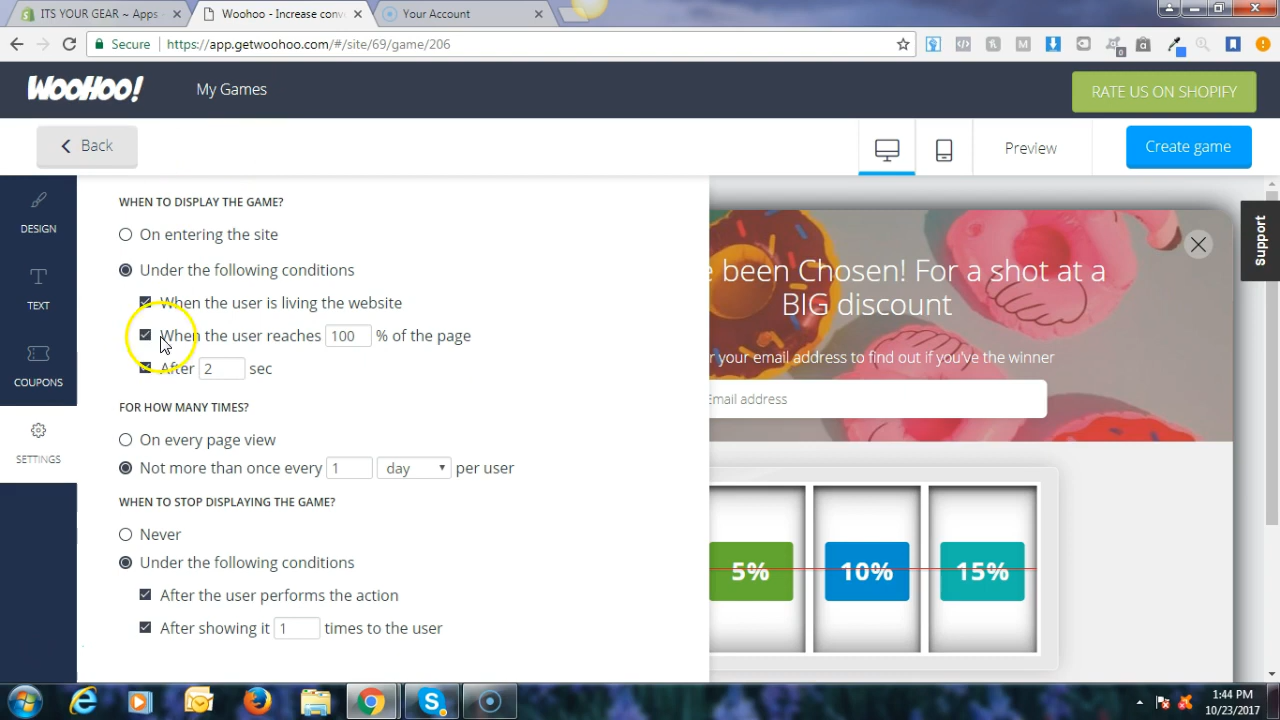 ITS YOUR GEAR ~ Apps
Woohoo - Increase conv
Your Account
Secure
https://app.getwoohoo.com/#/site/69/game/206
WOOHOO!
My Games
RATE US ON SHOPIFY
Back
Preview
Create game
DESIGN
TEXT
COUPONS
SETTINGS
WHEN TO DISPLAY THE GAME?
On entering the site
Under the following conditions
When the user is living the website
When the user reaches 100 % of the page
After 2 sec
FOR HOW MANY TIMES?
On every page view
Not more than once every 1 day per user
WHEN TO STOP DISPLAYING THE GAME?
Never
Under the following conditions
After the user performs the action
After showing it 1 times to the user
been Chosen! For a shot at a
BIG discount
your email address to find out if you've the winner
Email address
5% 10% 15%
Support
1:44 PM
10/23/2017